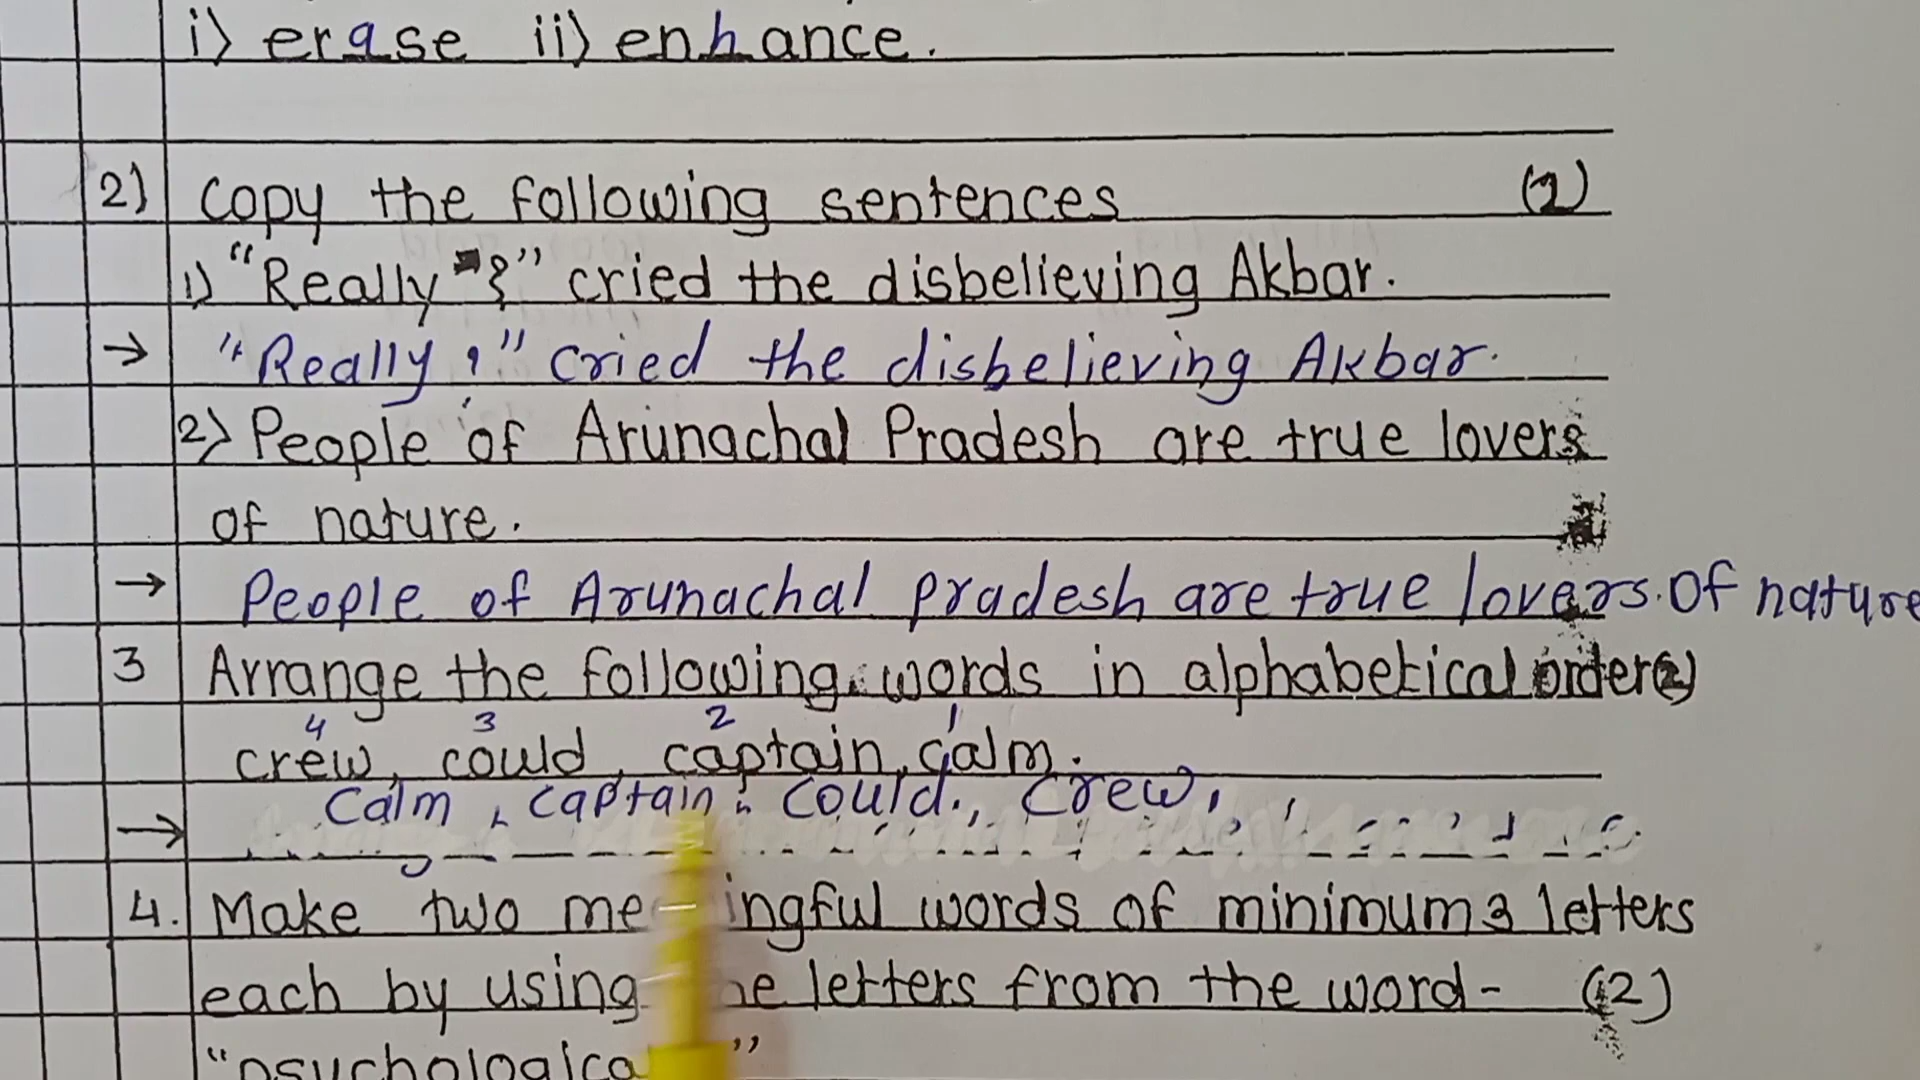 i) erase ii) enhance.
2) copy the following sentences (2)
1) "Really?" cried the disbelieving Akbar.
→ "Really?" cried the disbelieving Akbar.
2) People of Arunachal Pradesh are true lovers
of nature.
→ People of Arunachal Pradesh are true lovers. Of nature
3 Arrange the following words in alphabetical order (2)
4 3 2 1
crew, could, captain, calm.
→ Calm, captain, could., crew,
4. Make two me ingful words of minimum 3 letters
each by using he letters from the word- (2)
"psychologica "